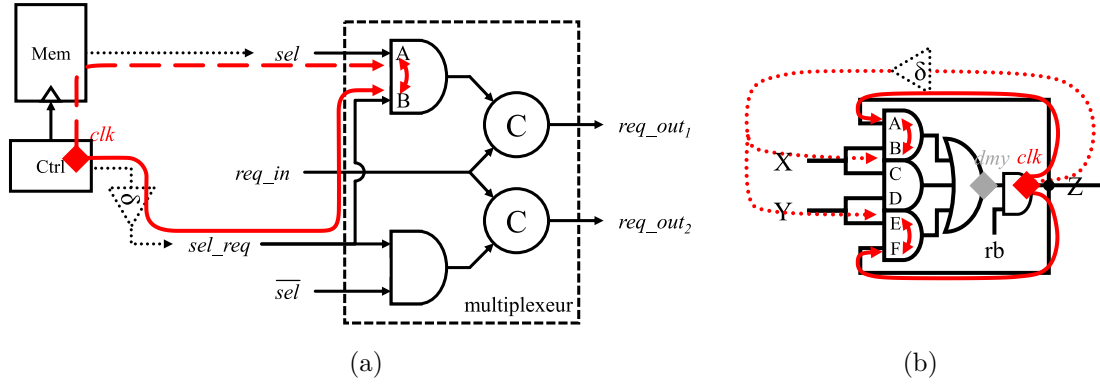 Mem
Ctrl
clk
δ
sel
sel_req
req_in
sel
A
B
C
C
req_out1
req_out2
multiplexeur
(a)
δ
X
Y
A
B
C
D
E
F
dmy
clk
rb
Z
(b)